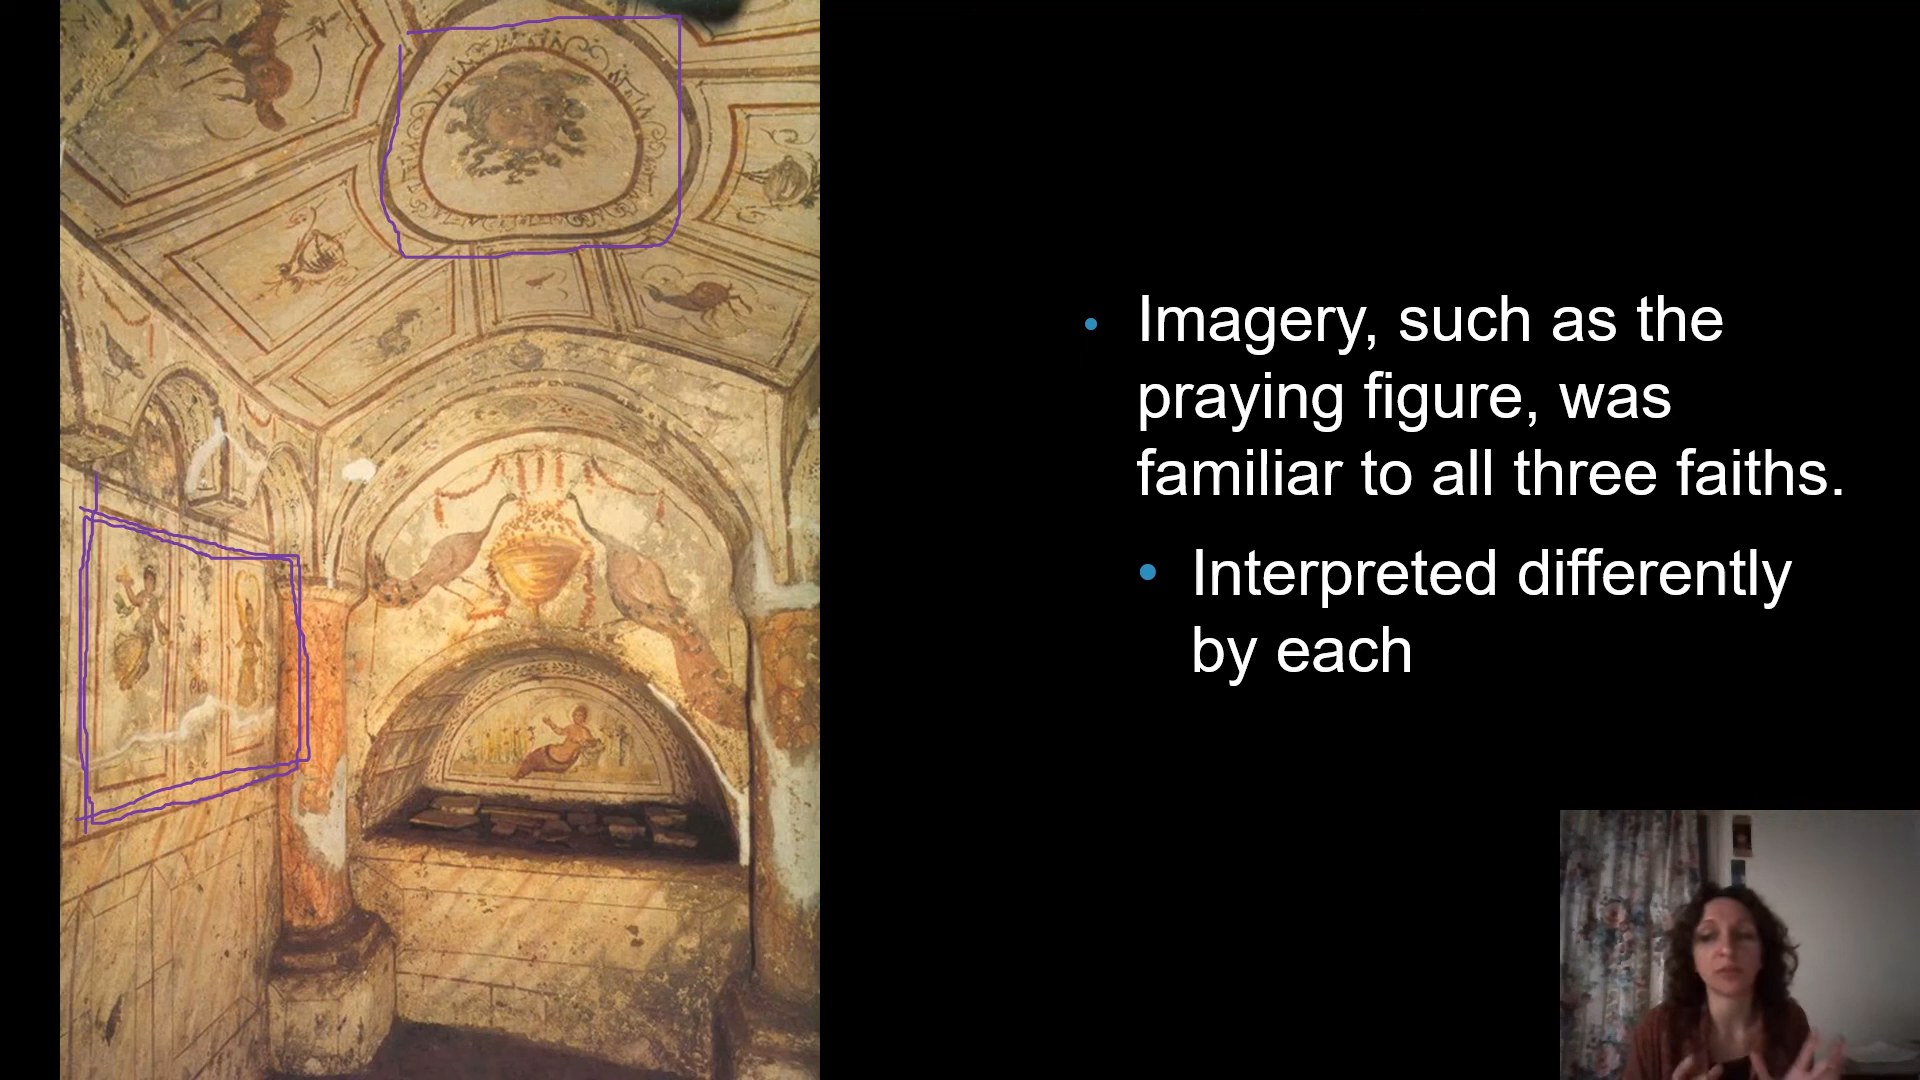 Imagery, such as the
praying figure, was
familiar to all three faiths.
Interpreted differently
by each